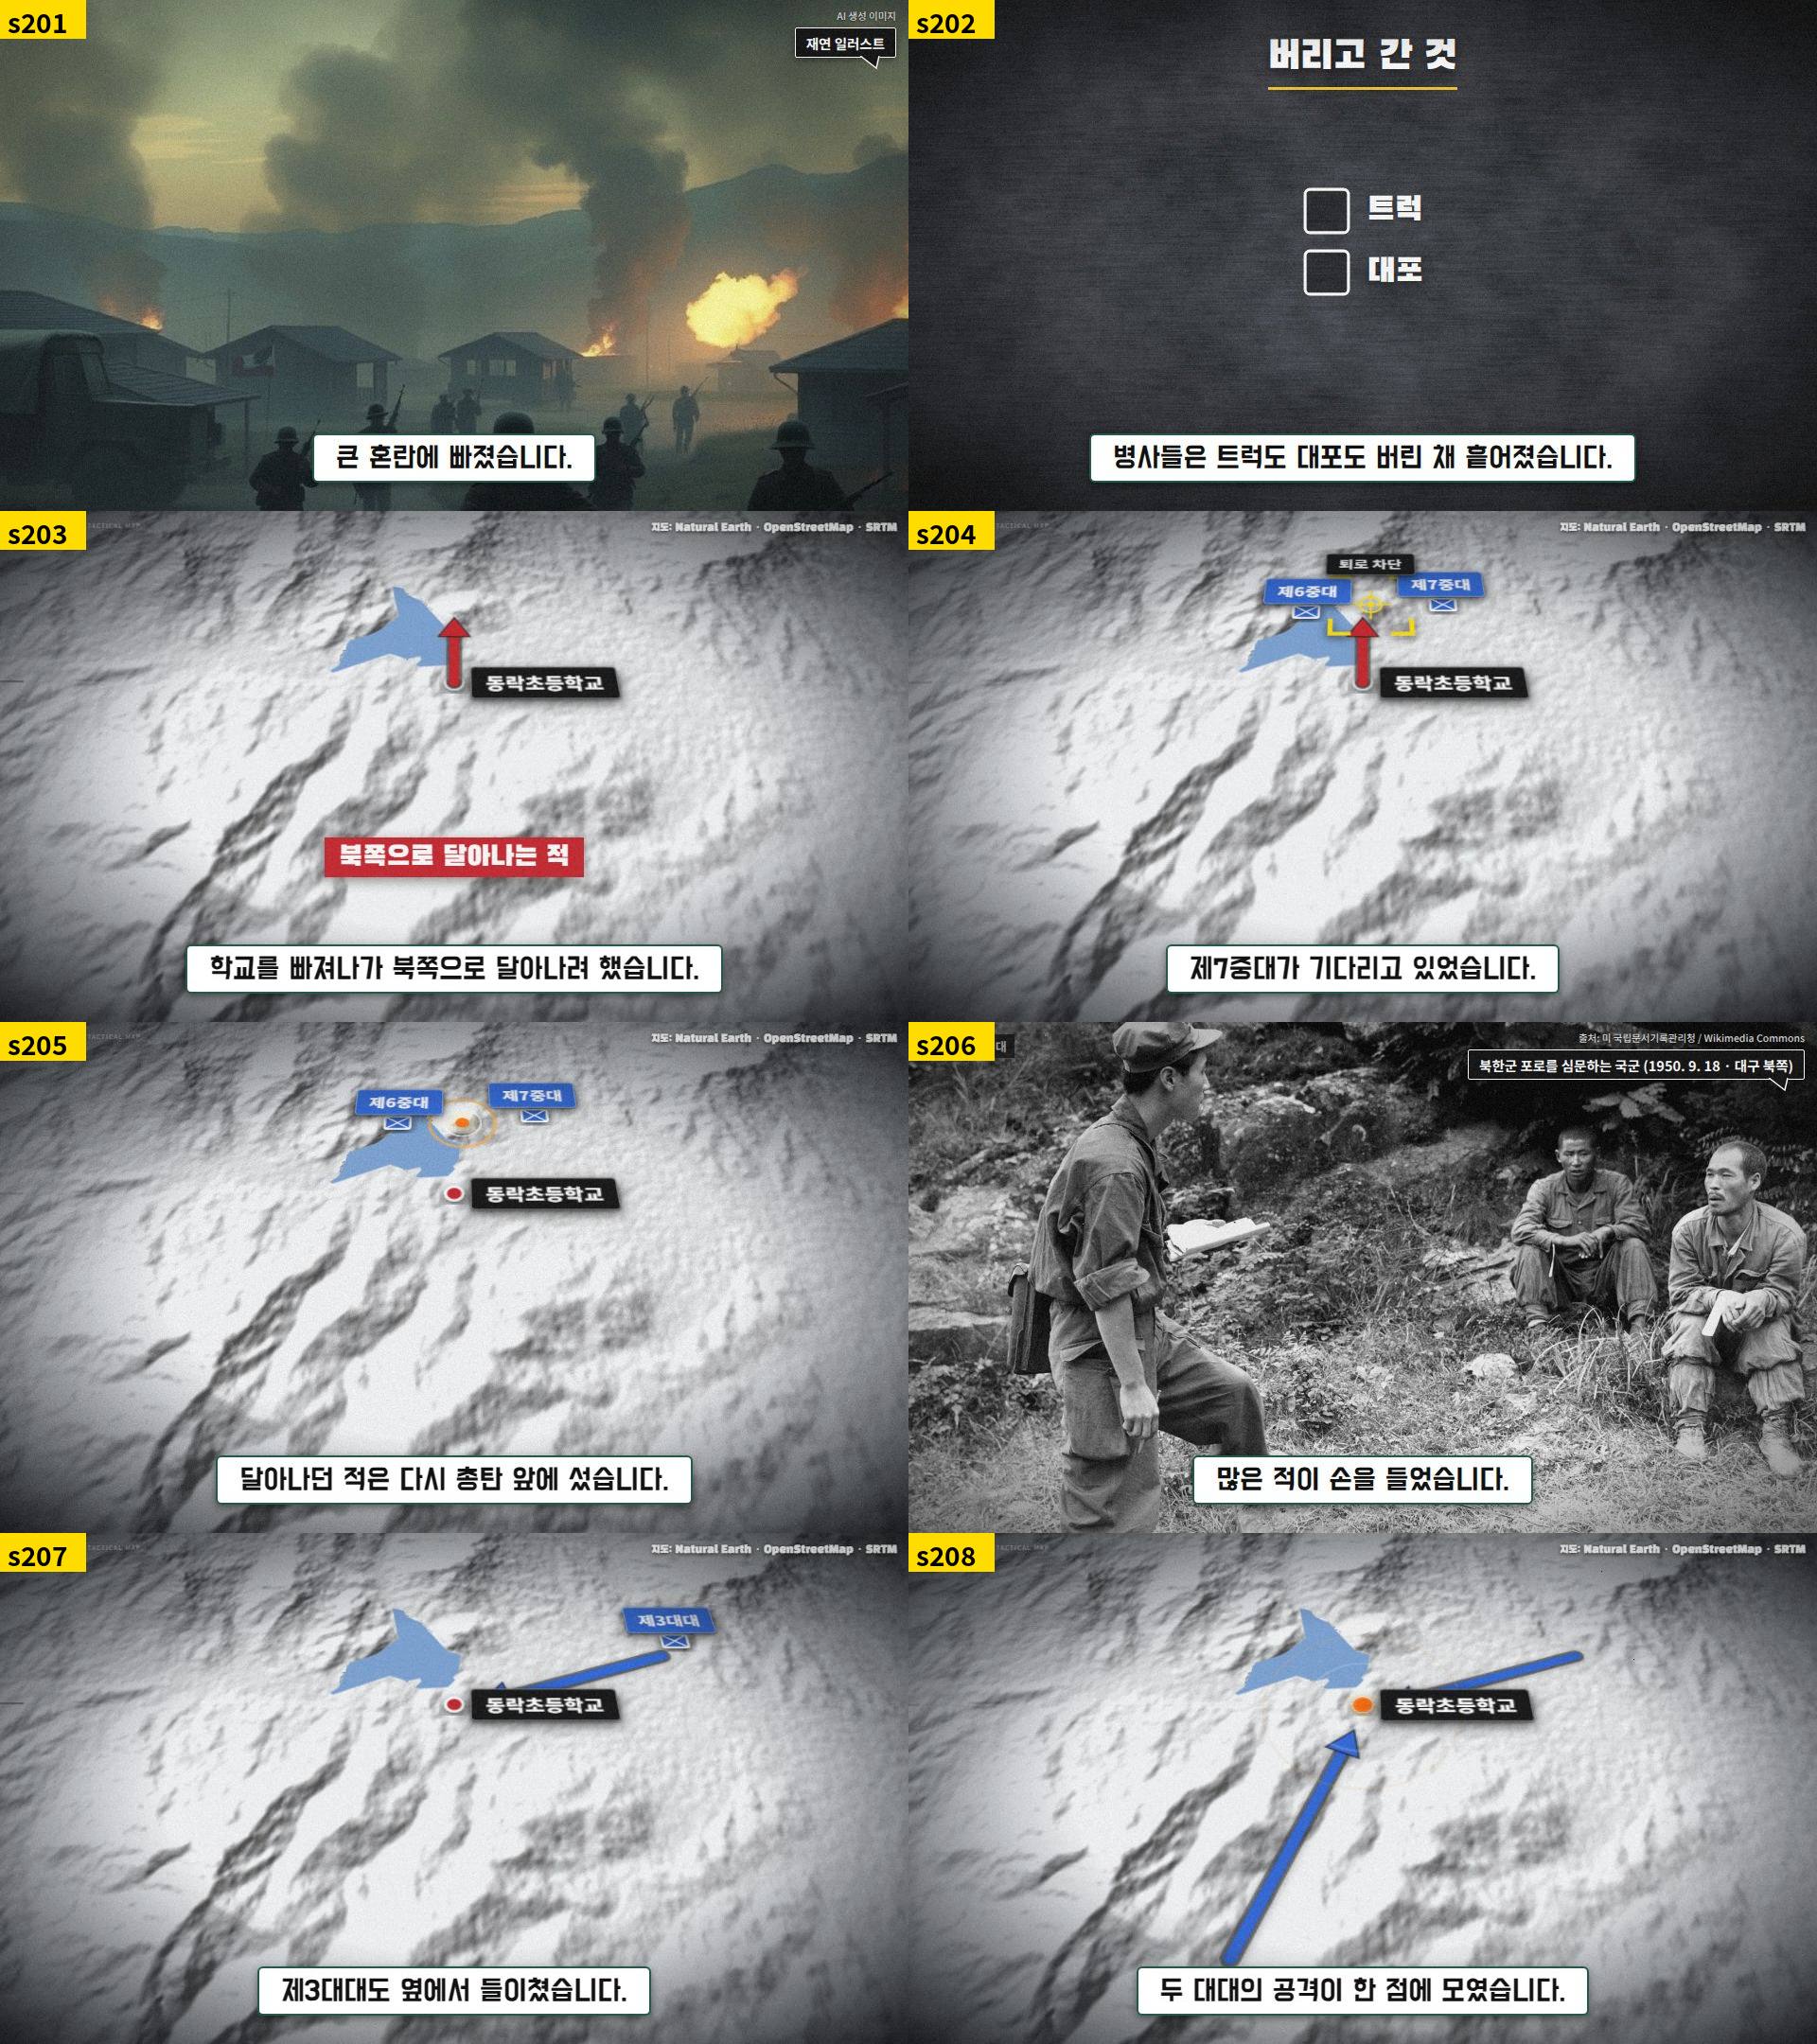 s201
AI 생성 이미지
재연 일러스트
큰 혼란에 빠졌습니다.
s202
버리고 간 것
트럭
대포
병사들은 트럭도 대포도 버린 채 흩어졌습니다.
s203
TACTICAL MAP
지도: Natural Earth · OpenStreetMap · SRTM
동락초등학교
북쪽으로 달아나는 적
학교를 빠져나가 북쪽으로 달아나려 했습니다.
s204
TACTICAL MAP
지도: Natural Earth · OpenStreetMap · SRTM
퇴로 차단
제6중대
제7중대
동락초등학교
제7중대가 기다리고 있었습니다.
s205
TACTICAL MAP
지도: Natural Earth · OpenStreetMap · SRTM
제6중대
제7중대
동락초등학교
달아나던 적은 다시 총탄 앞에 섰습니다.
s206
대
출처: 미 국립문서기록관리청 / Wikimedia Commons
북한군 포로를 심문하는 국군 (1950. 9. 18 · 대구 북쪽)
많은 적이 손을 들었습니다.
s207
TACTICAL MAP
지도: Natural Earth · OpenStreetMap · SRTM
제3대대
동락초등학교
제3대대도 옆에서 들이쳤습니다.
s208
TACTICAL MAP
지도: Natural Earth · OpenStreetMap · SRTM
동락초등학교
두 대대의 공격이 한 점에 모였습니다.